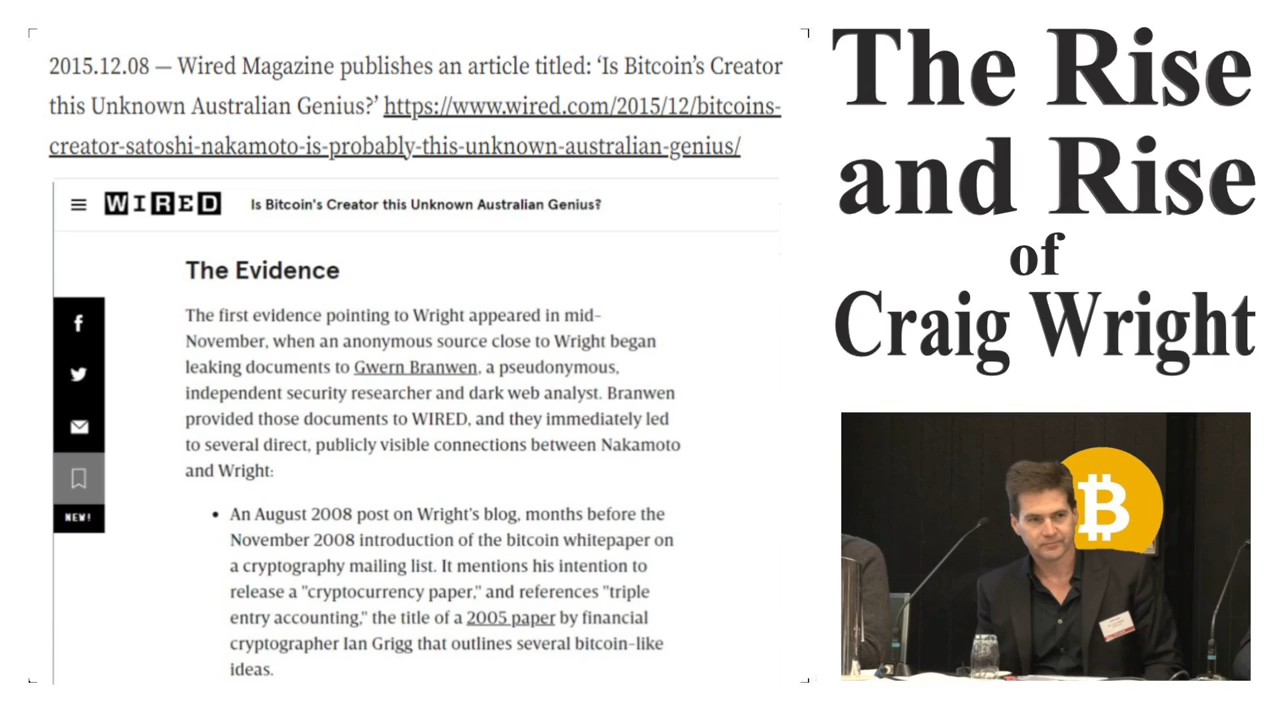 2015.12.08 — Wired Magazine publishes an article titled: ‘Is Bitcoin’s Creator
this Unknown Australian Genius?’ https://www.wired.com/2015/12/bitcoins-
creator-satoshi-nakamoto-is-probably-this-unknown-australian-genius/
WIRED
Is Bitcoin's Creator this Unknown Australian Genius?
The Evidence
The first evidence pointing to Wright appeared in mid-
November, when an anonymous source close to Wright began
leaking documents to Gwern Branwen, a pseudonymous,
independent security researcher and dark web analyst. Branwen
provided those documents to WIRED, and they immediately led
to several direct, publicly visible connections between Nakamoto
and Wright:
NEW!
• An August 2008 post on Wright's blog, months before the
November 2008 introduction of the bitcoin whitepaper on
a cryptography mailing list. It mentions his intention to
release a "cryptocurrency paper," and references "triple
entry accounting," the title of a 2005 paper by financial
cryptographer Ian Grigg that outlines several bitcoin-like
ideas.
The Rise
and Rise
of
Craig Wright